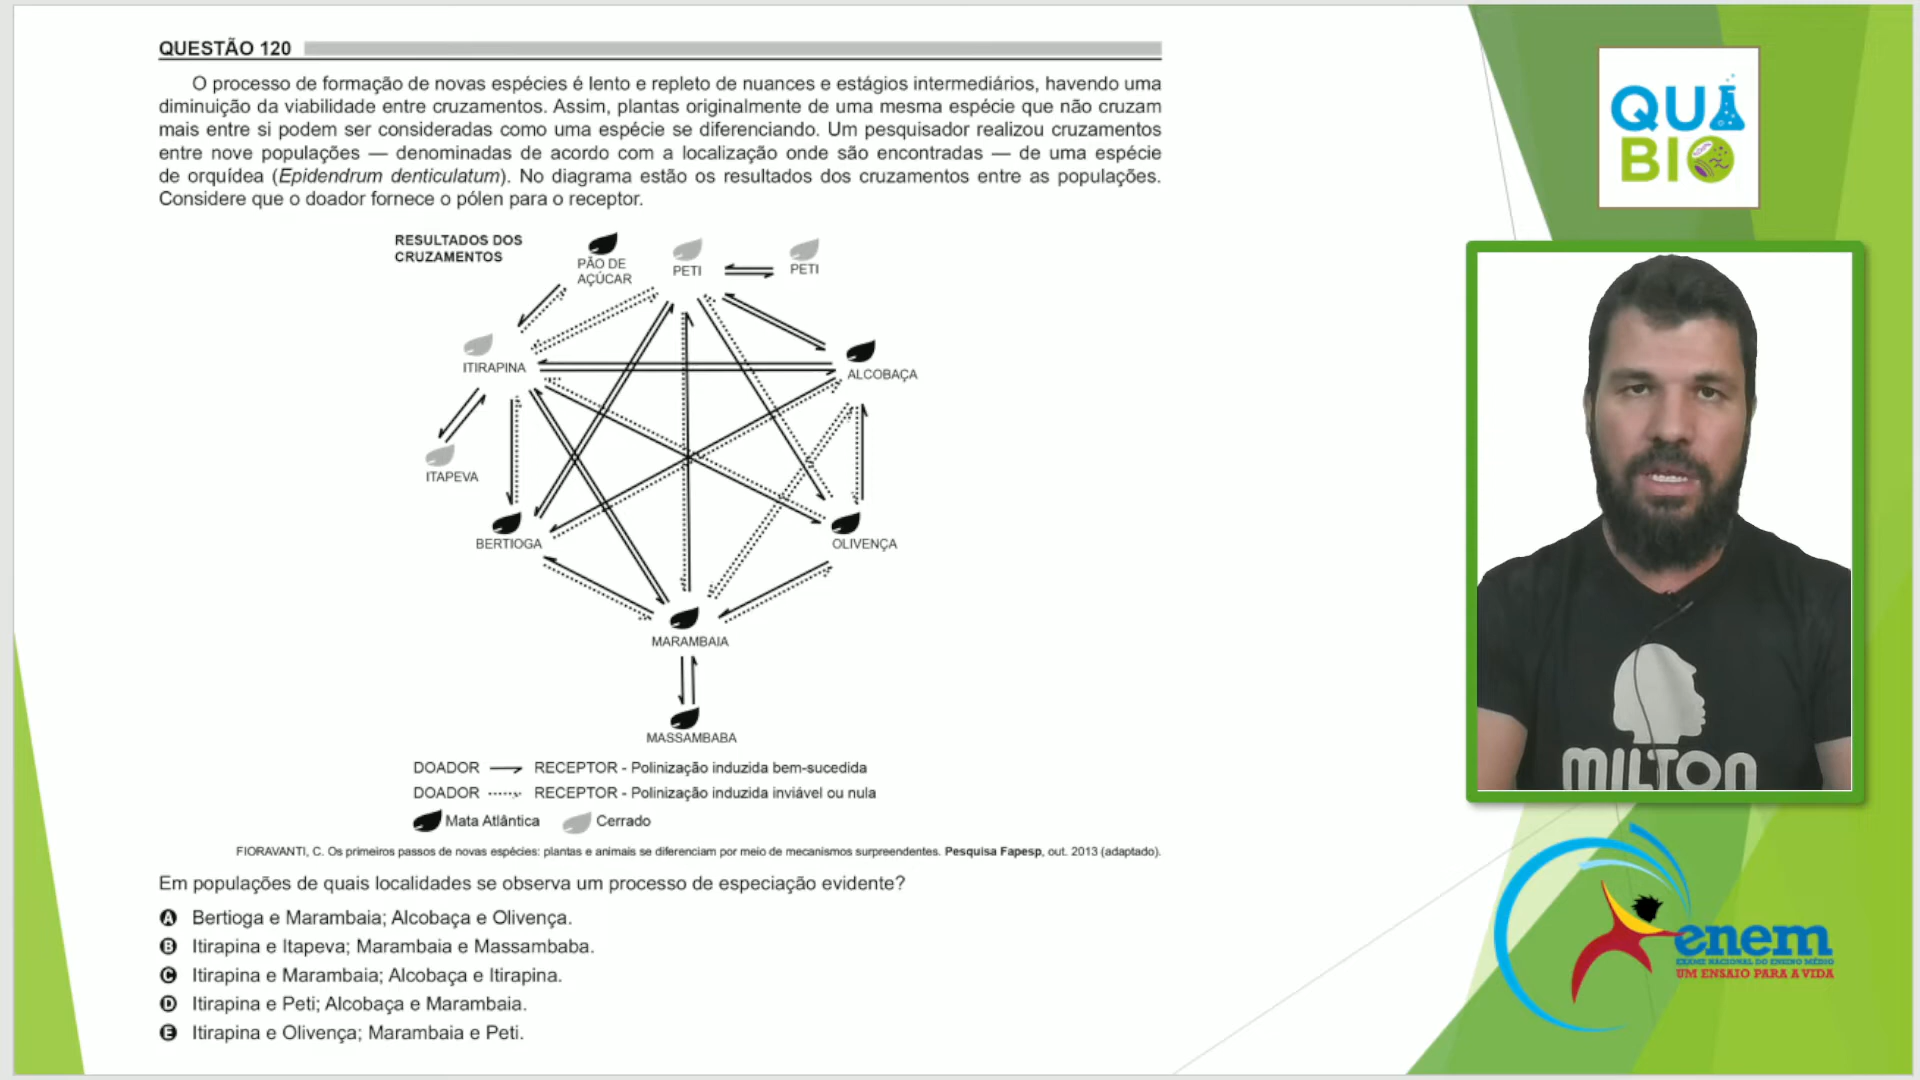 QUESTÃO 120
O processo de formação de novas espécies é lento e repleto de nuances e estágios intermediários, havendo uma
diminuição da viabilidade entre cruzamentos. Assim, plantas originalmente de uma mesma espécie que não cruzam
mais entre si podem ser consideradas como uma espécie se diferenciando. Um pesquisador realizou cruzamentos
entre nove populações — denominadas de acordo com a localização onde são encontradas — de uma espécie
de orquídea (Epidendrum denticulatum). No diagrama estão os resultados dos cruzamentos entre as populações.
Considere que o doador fornece o pólen para o receptor.
RESULTADOS DOS
CRUZAMENTOS
PÃO DE
AÇÚCAR
PETI
PETI
ITIRAPINA
ALCOBAÇA
ITAPEVA
BERTIOGA
OLIVENÇA
MARAMBAIA
MASSAMBABA
DOADOR RECEPTOR - Polinização induzida bem-sucedida
DOADOR RECEPTOR - Polinização induzida inviável ou nula
Mata Atlântica Cerrado
FIORAVANTI, C. Os primeiros passos de novas espécies: plantas e animais se diferenciam por meio de mecanismos surpreendentes. Pesquisa Fapesp, out. 2013 (adaptado).
Em populações de quais localidades se observa um processo de especiação evidente?
A Bertioga e Marambaia; Alcobaça e Olivença.
B Itirapina e Itapeva; Marambaia e Massambaba.
C Itirapina e Marambaia; Alcobaça e Itirapina.
D Itirapina e Peti; Alcobaça e Marambaia.
E Itirapina e Olivença; Marambaia e Peti.
QUÍ
BIO
MILTON
enem
EXAME NACIONAL DO ENSINO MÉDIO
UM ENSAIO PARA A VIDA